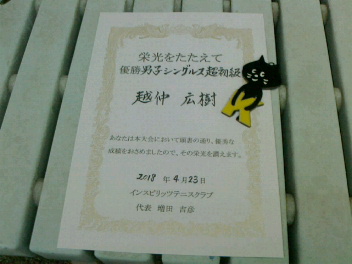 栄光をたたえて
優勝男子シングルス超初級
越仲 広樹
あなたは本大会において頭書の通り、優秀な
成績をおさめましたので、その栄光を讃えます。
2018 年 4月 23日
インスピリッツテニスクラブ
代表 増田 吉彦